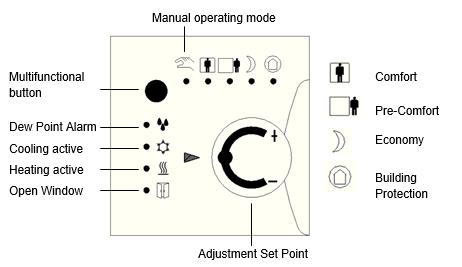 Manual operating mode
Multifunctional
button
Dew Point Alarm
Cooling active
Heating active
Open Window
+
−
Adjustment Set Point
Comfort
Pre-Comfort
Economy
Building
Protection